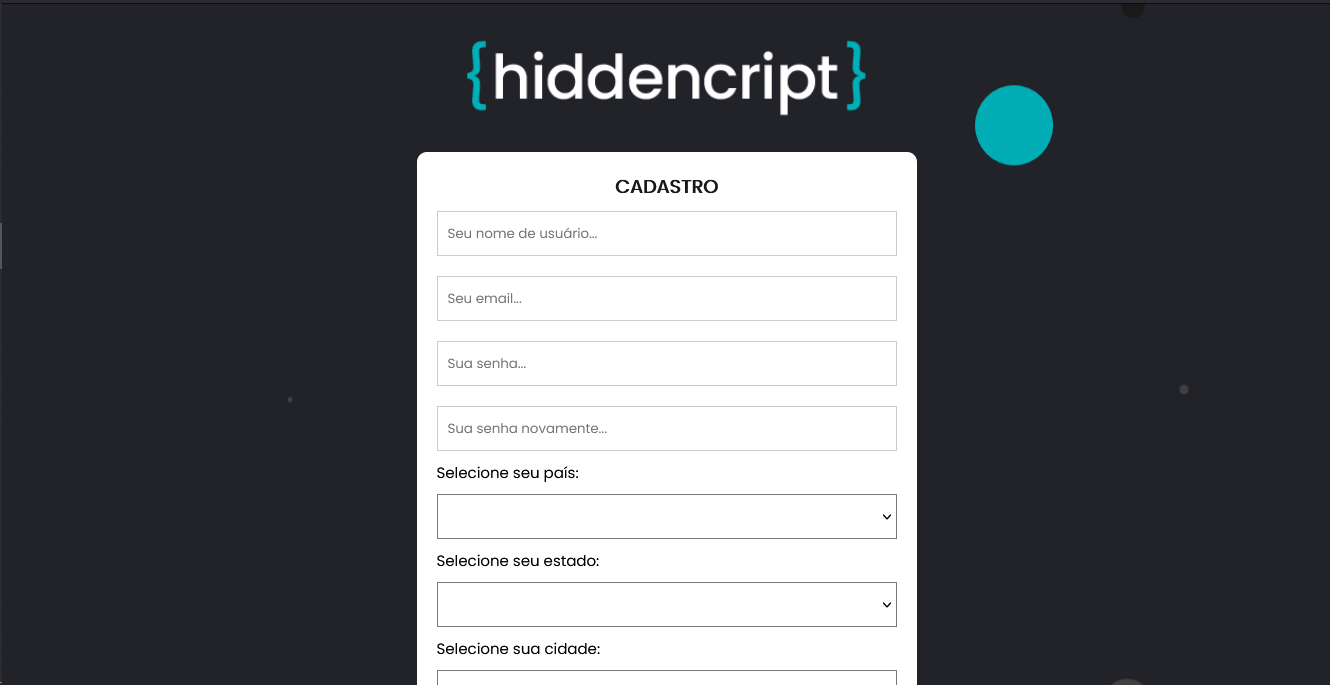 {hiddencript}
CADASTRO
Seu nome de usuário...
Seu email...
Sua senha...
Sua senha novamente...
Selecione seu país:
Selecione seu estado:
Selecione sua cidade: